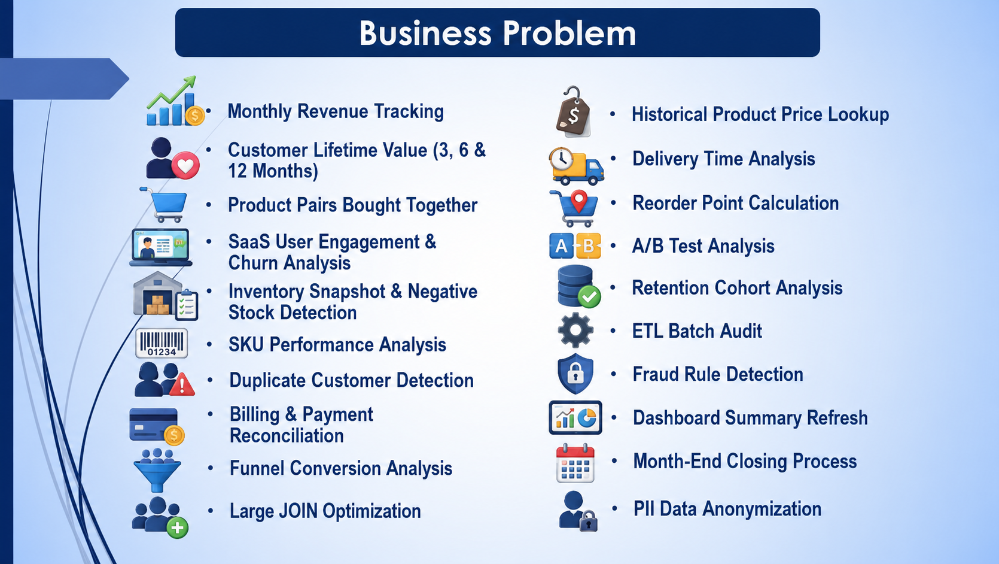 Business Problem
• Monthly Revenue Tracking
• Customer Lifetime Value (3, 6 &
12 Months)
• Product Pairs Bought Together
• SaaS User Engagement &
Churn Analysis
• Inventory Snapshot & Negative
Stock Detection
01234
• SKU Performance Analysis
• Duplicate Customer Detection
• Billing & Payment
Reconciliation
• Funnel Conversion Analysis
• Large JOIN Optimization
$
• Historical Product Price Lookup
• Delivery Time Analysis
• Reorder Point Calculation
A B
• A/B Test Analysis
• Retention Cohort Analysis
• ETL Batch Audit
• Fraud Rule Detection
• Dashboard Summary Refresh
• Month-End Closing Process
• PII Data Anonymization